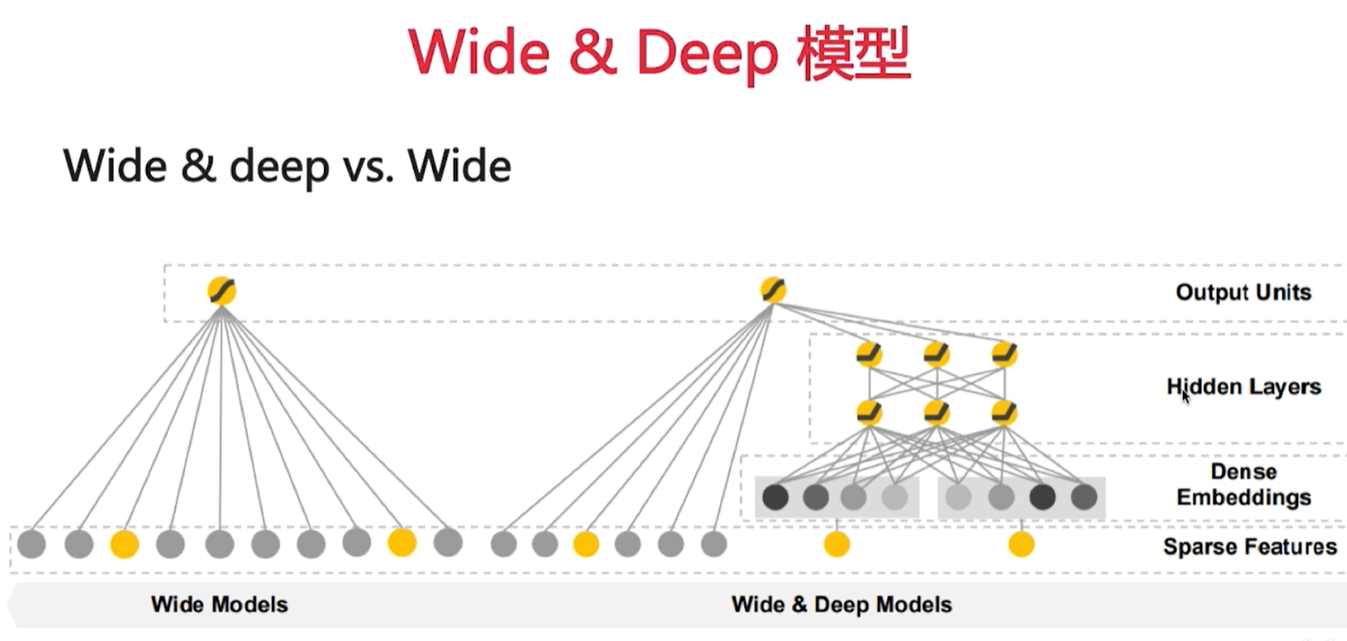 Wide & Deep 模型
Wide & deep vs. Wide
Output Units
Hidden Layers
Dense
Embeddings
Sparse Features
Wide Models
Wide & Deep Models